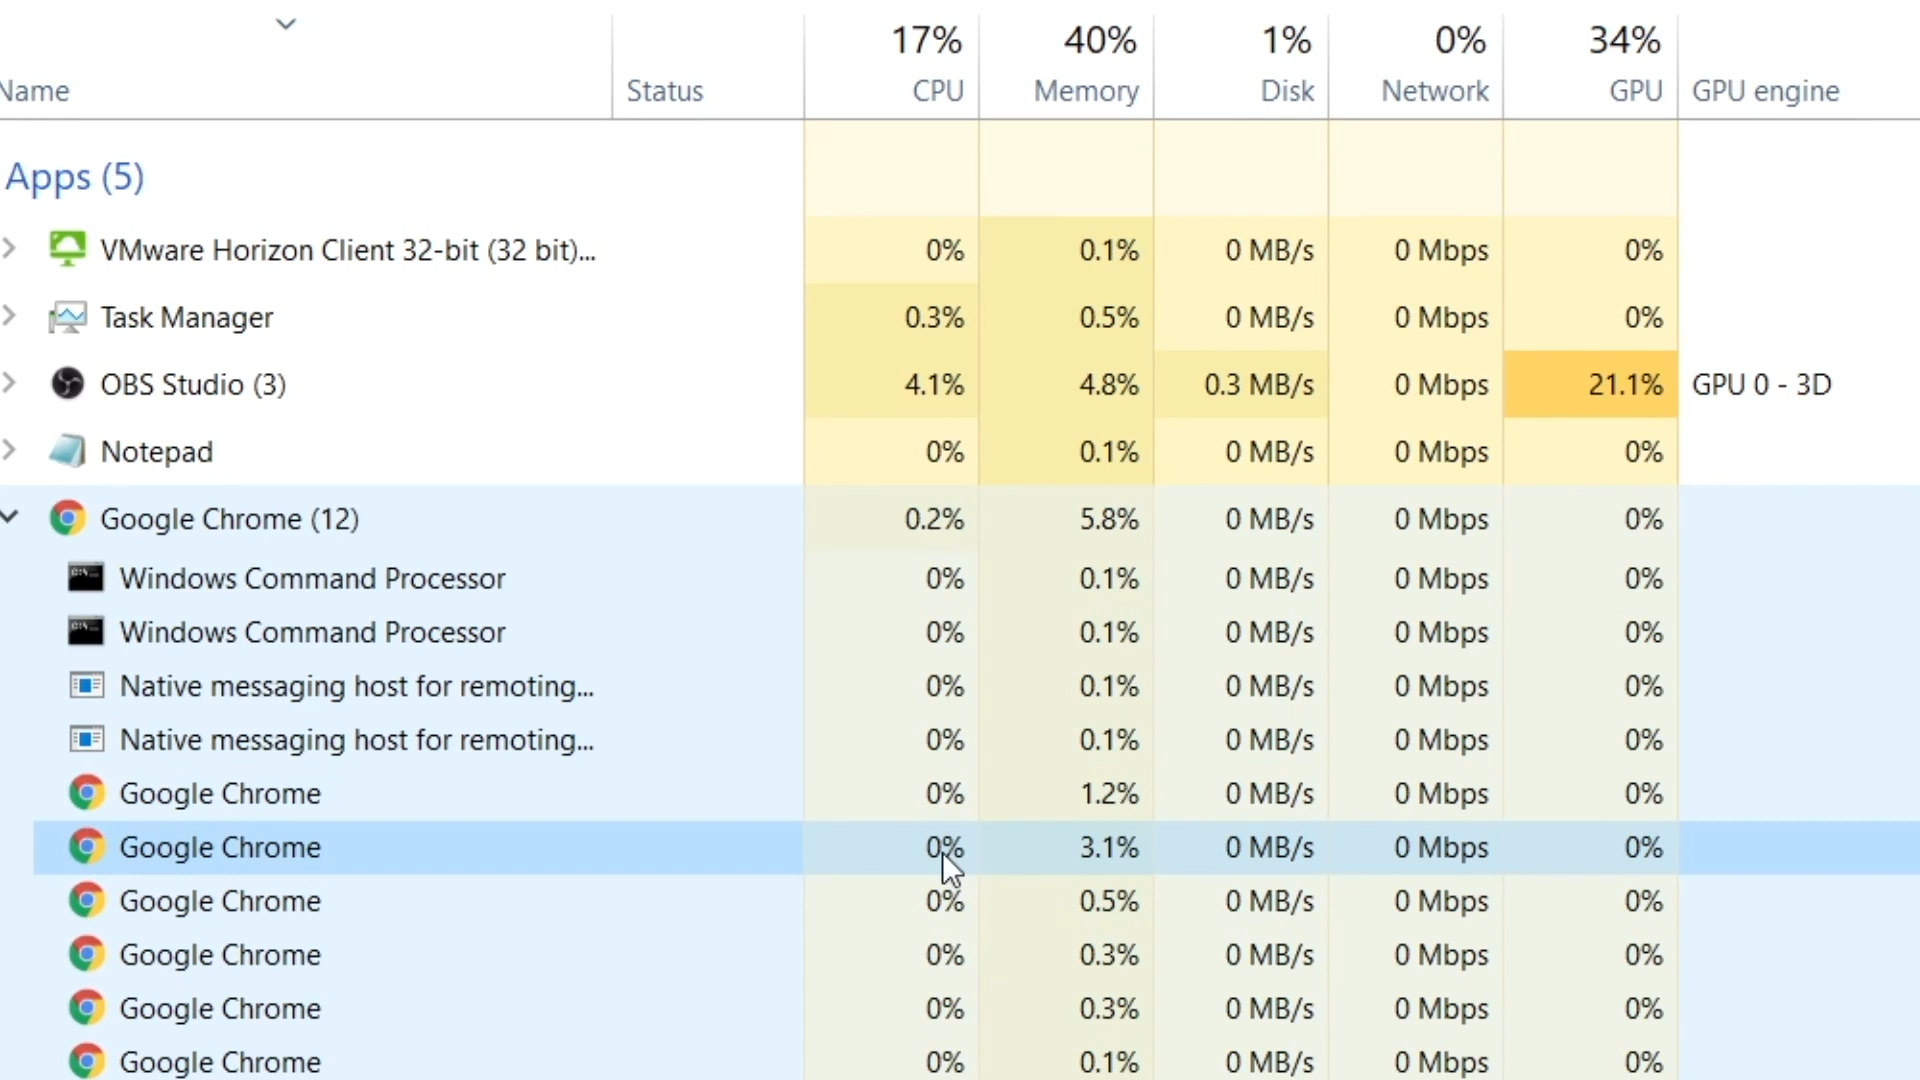 17% 40% 1% 0% 34%
Name Status CPU Memory Disk Network GPU GPU engine
Apps (5)
VMware Horizon Client 32-bit (32 bit)... 0% 0.1% 0 MB/s 0 Mbps 0%
Task Manager 0.3% 0.5% 0 MB/s 0 Mbps 0%
OBS Studio (3) 4.1% 4.8% 0.3 MB/s 0 Mbps 21.1% GPU 0 - 3D
Notepad 0% 0.1% 0 MB/s 0 Mbps 0%
Google Chrome (12) 0.2% 5.8% 0 MB/s 0 Mbps 0%
Windows Command Processor 0% 0.1% 0 MB/s 0 Mbps 0%
Windows Command Processor 0% 0.1% 0 MB/s 0 Mbps 0%
Native messaging host for remoting... 0% 0.1% 0 MB/s 0 Mbps 0%
Native messaging host for remoting... 0% 0.1% 0 MB/s 0 Mbps 0%
Google Chrome 0% 1.2% 0 MB/s 0 Mbps 0%
Google Chrome 0% 3.1% 0 MB/s 0 Mbps 0%
Google Chrome 0% 0.5% 0 MB/s 0 Mbps 0%
Google Chrome 0% 0.3% 0 MB/s 0 Mbps 0%
Google Chrome 0% 0.3% 0 MB/s 0 Mbps 0%
Google Chrome 0% 0.1% 0 MB/s 0 Mbps 0%